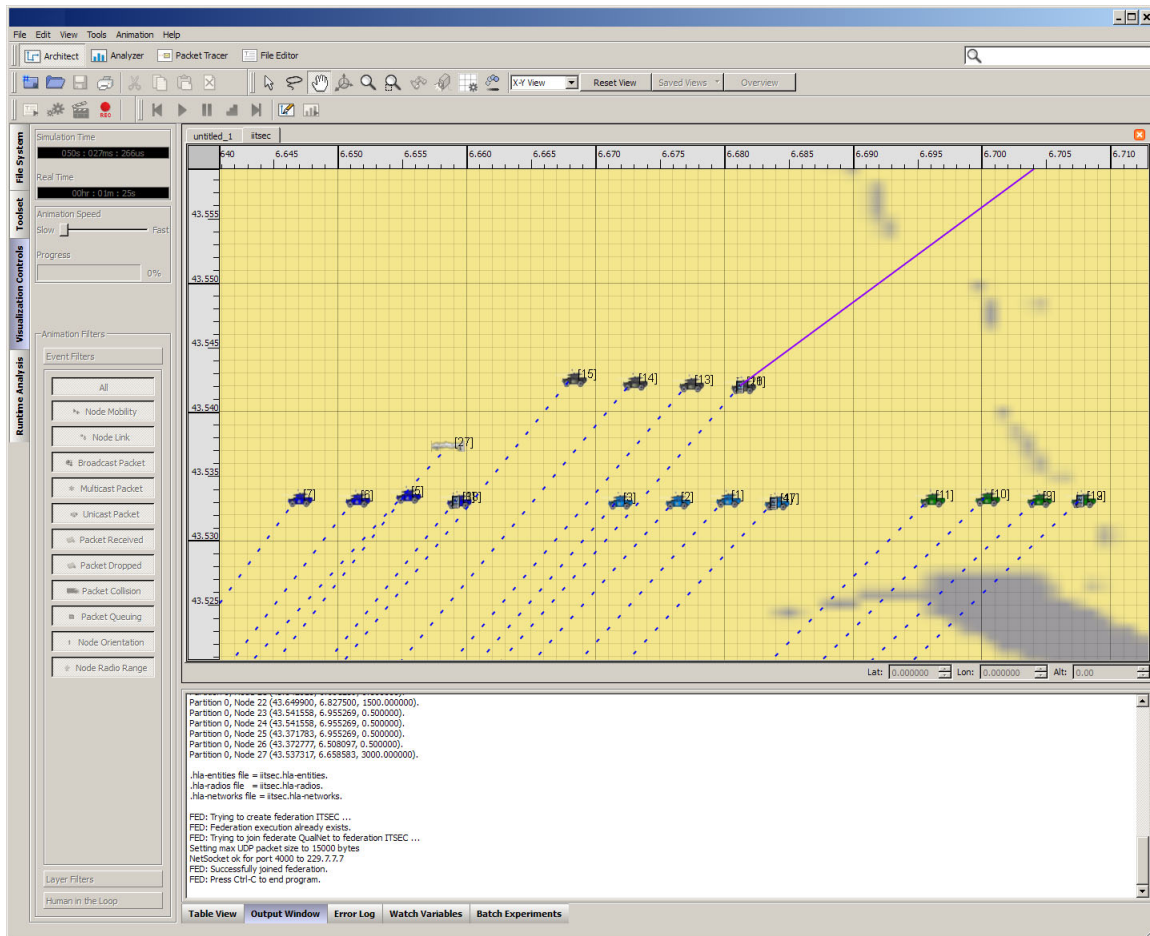 File Edit View Tools Animation Help
Architect Analyzer Packet Tracer File Editor
X-Y View Reset View Saved Views Overview
REC
untitled_1 iitsec
File System
Toolset
Visualization Controls
Runtime Analysis
Simulation Time
050s : 027ms : 266us
Real Time
00hr : 01m : 25s
Animation Speed
Slow Fast
Progress
0%
Animation Filters
Event Filters
All
Node Mobility
Node Link
Broadcast Packet
Multicast Packet
Unicast Packet
Packet Received
Packet Dropped
Packet Collision
Packet Queuing
Node Orientation
Node Radio Range
Layer Filters
Human in the Loop
640 6.645 6.650 6.655 6.660 6.665 6.670 6.675 6.680 6.685 6.690 6.695 6.700 6.705 6.710
43.555
43.550
43.545
43.540
43.535
43.530
43.525
[15] [14] [13]
[27]
[7] [6] [5] [3] [2] [1] [11] [10] [9]
Lat: 0.000000 Lon: 0.000000 Alt: 0.00
Partition 0, Node 22 (43.649900, 6.827500, 1500.000000).
Partition 0, Node 23 (43.541558, 6.955269, 0.500000).
Partition 0, Node 24 (43.541558, 6.955269, 0.500000).
Partition 0, Node 25 (43.371783, 6.955269, 0.500000).
Partition 0, Node 26 (43.372777, 6.508097, 0.500000).
Partition 0, Node 27 (43.537317, 6.658583, 3000.000000).
.hla-entities file = iitsec.hla-entities.
.hla-radios file = iitsec.hla-radios.
.hla-networks file = iitsec.hla-networks.
FED: Trying to create federation ITSEC ...
FED: Federation execution already exists.
FED: Trying to join federate QualNet to federation ITSEC ...
Setting max UDP packet size to 15000 bytes
NetSocket ok for port 4000 to 229.7.7.7
FED: Successfully joined federation.
FED: Press Ctrl-C to end program.
Table View Output Window Error Log Watch Variables Batch Experiments